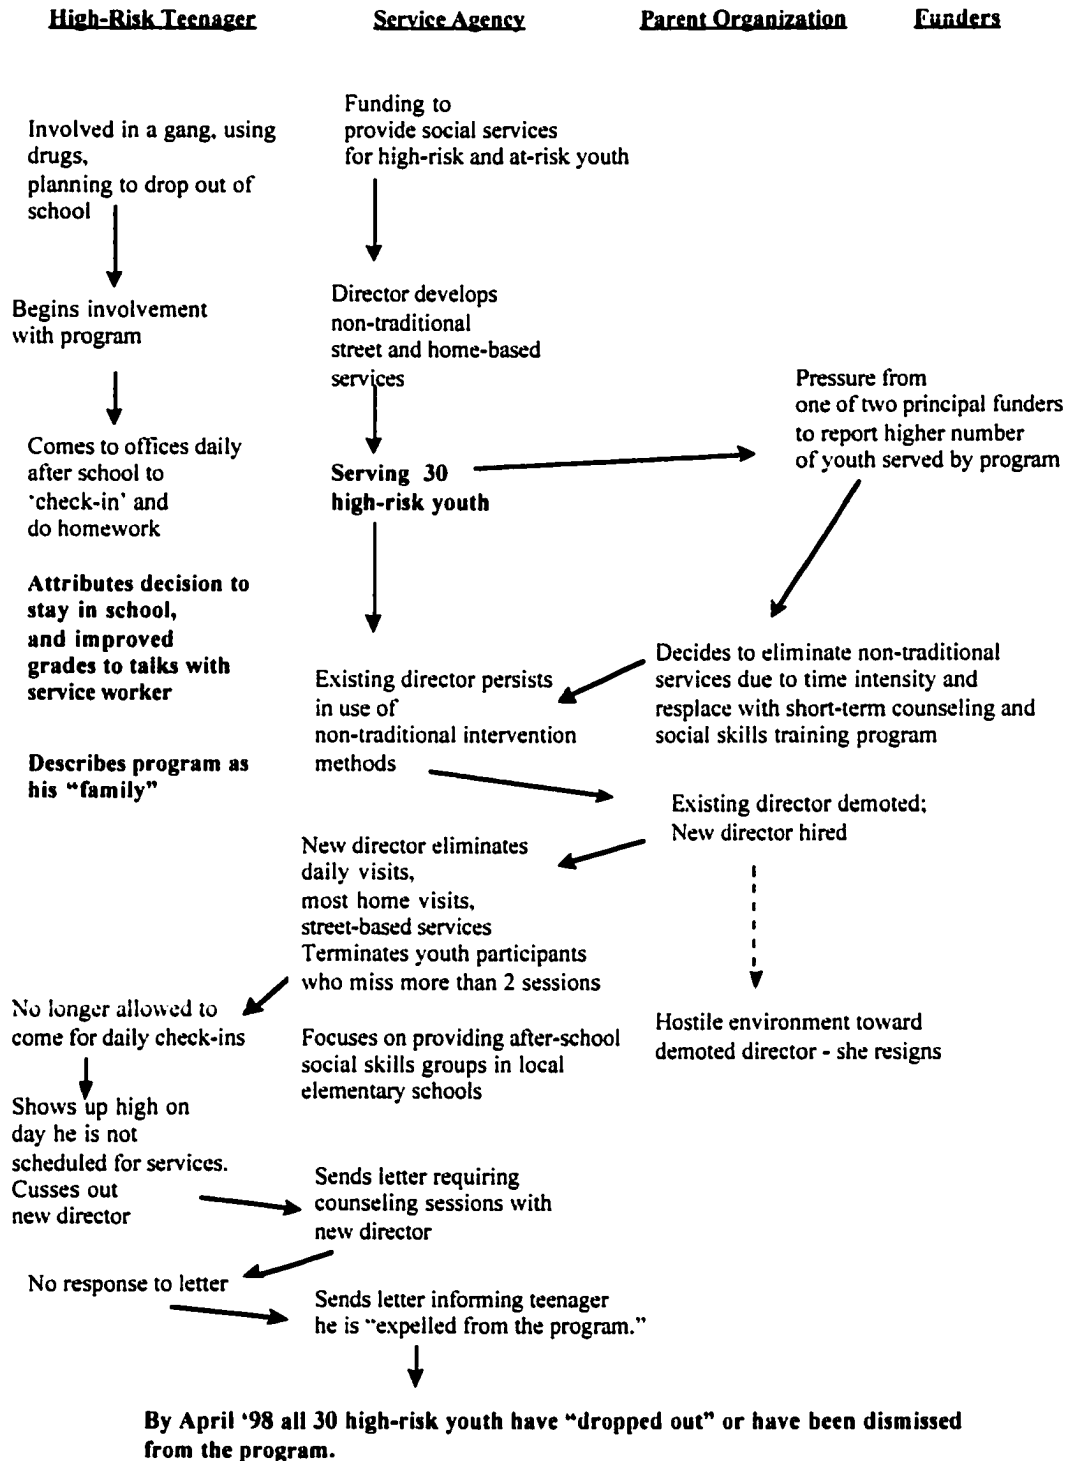 High-Risk Teenager
Service Agency
Parent Organization
Funders
Involved in a gang, using
drugs,
planning to drop out of
school
Begins involvement
with program
Comes to offices daily
after school to
'check-in' and
do homework
Attributes decision to
stay in school,
and improved
grades to talks with
service worker
Describes program as
his “family”
Funding to
provide social services
for high-risk and at-risk youth
Director develops
non-traditional
street and home-based
services
Serving 30
high-risk youth
Pressure from
one of two principal funders
to report higher number
of youth served by program
Decides to eliminate non-traditional
services due to time intensity and
resplace with short-term counseling and
social skills training program
Existing director persists
in use of
non-traditional intervention
methods
Existing director demoted;
New director hired
New director eliminates
daily visits,
most home visits,
street-based services
Terminates youth participants
who miss more than 2 sessions
Focuses on providing after-school
social skills groups in local
elementary schools
Hostile environment toward
demoted director - she resigns
No longer allowed to
come for daily check-ins
Shows up high on
day he is not
scheduled for services.
Cusses out
new director
Sends letter requiring
counseling sessions with
new director
No response to letter
Sends letter informing teenager
he is “expelled from the program.”
By April ‘98 all 30 high-risk youth have “dropped out” or have been dismissed
from the program.